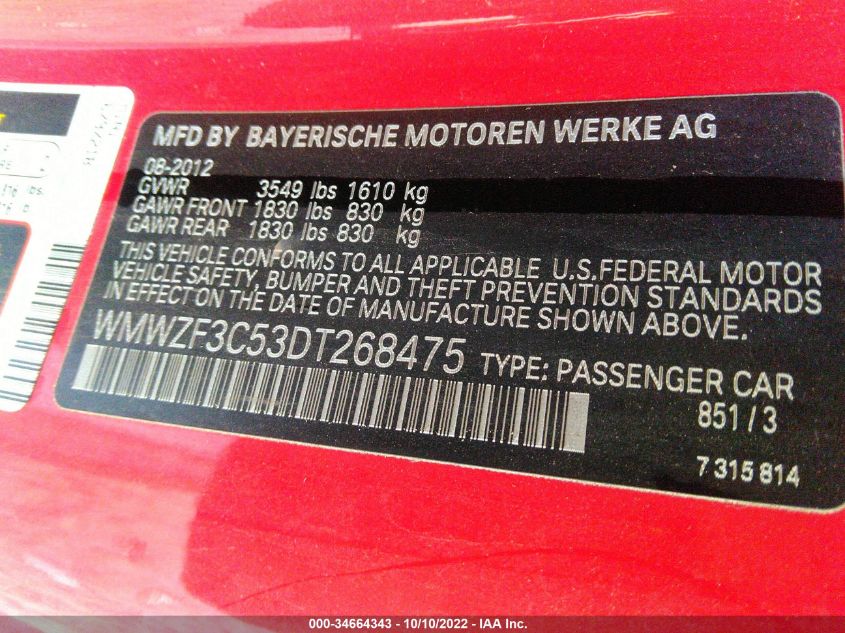 MFD BY BAYERISCHE MOTOREN WERKE AG
08-2012
GVWR 3549 lbs 1610 kg
GAWR FRONT 1830 lbs 830 kg
GAWR REAR 1830 lbs 830 kg
THIS VEHICLE CONFORMS TO ALL APPLICABLE U.S.FEDERAL MOTOR
VEHICLE SAFETY, BUMPER AND THEFT PREVENTION STANDARDS
IN EFFECT ON THE DATE OF MANUFACTURE SHOWN ABOVE.
WMWZF3C53DT268475 TYPE: PASSENGER CAR
851/3
7 315 814
000-34664343 - 10/10/2022 - IAA Inc.